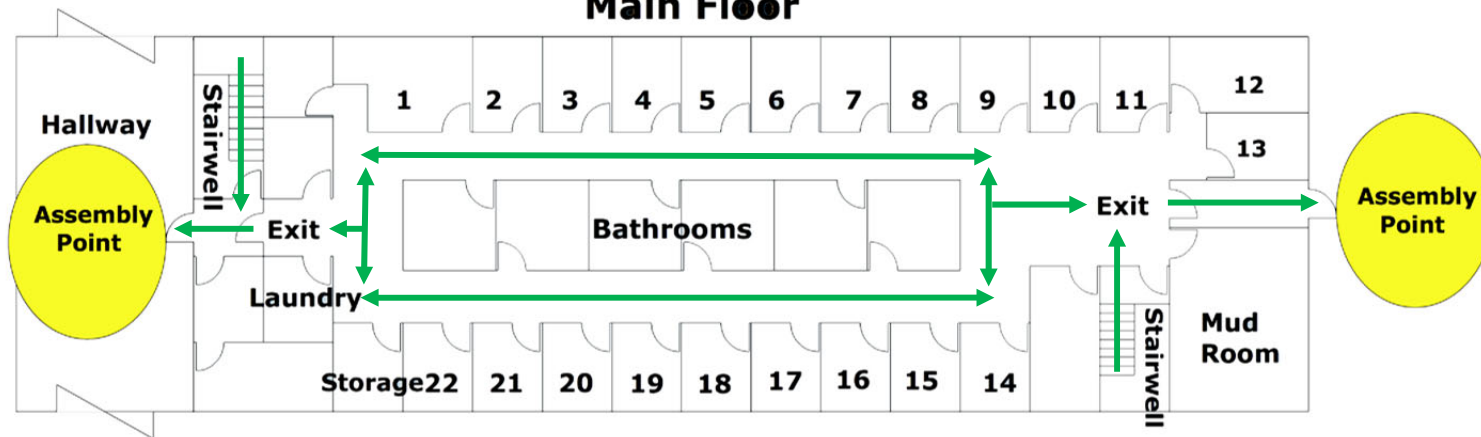 Main Floor
1
2
3
4
5
6
7
8
9
10
11
12
13
Hallway
Stairwell
Assembly
Point
Exit
Bathrooms
Exit
Assembly
Point
Laundry
Storage
22
21
20
19
18
17
16
15
14
Stairwell
Mud
Room